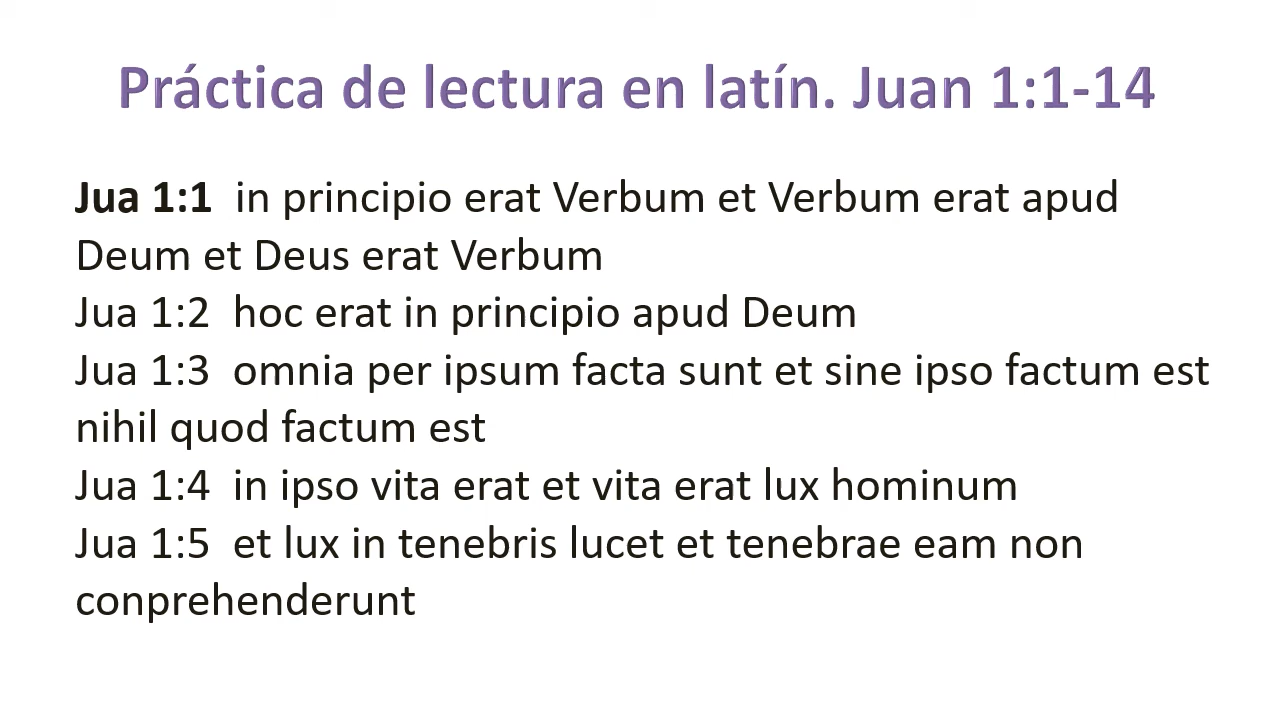 Práctica de lectura en latín. Juan 1:1-14
Jua 1:1  in principio erat Verbum et Verbum erat apud
Deum et Deus erat Verbum
Jua 1:2  hoc erat in principio apud Deum
Jua 1:3  omnia per ipsum facta sunt et sine ipso factum est
nihil quod factum est
Jua 1:4  in ipso vita erat et vita erat lux hominum
Jua 1:5  et lux in tenebris lucet et tenebrae eam non
conprehenderunt